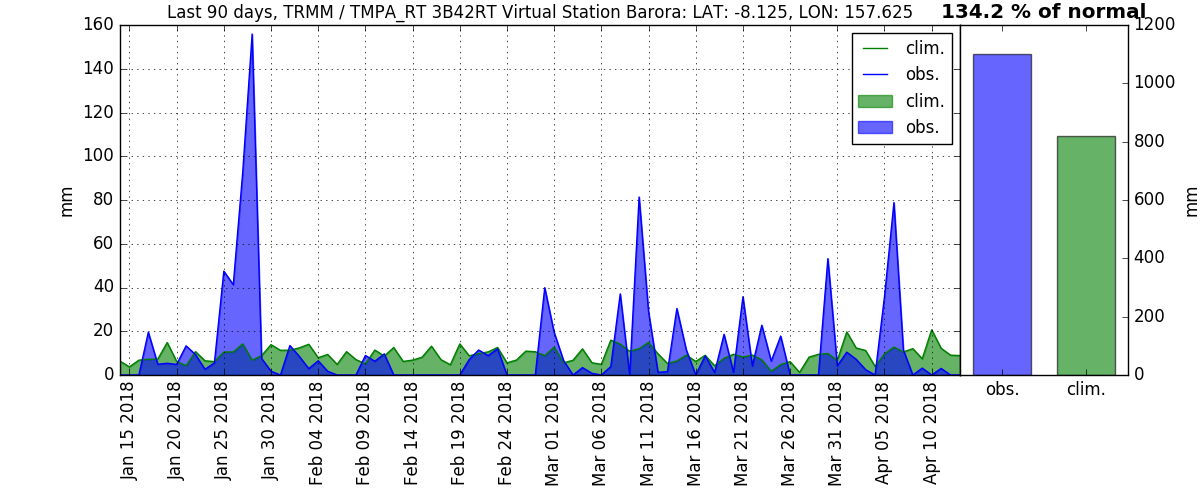 Last 90 days, TRMM / TMPA_RT 3B42RT Virtual Station Barora: LAT: -8.125, LON: 157.625
134.2 % of normal
160
140
120
100
80
60
40
20
0
mm
clim.
obs.
clim.
obs.
1200
1000
800
600
400
200
0
mm
Jan 15 2018
Jan 20 2018
Jan 25 2018
Jan 30 2018
Feb 04 2018
Feb 09 2018
Feb 14 2018
Feb 19 2018
Feb 24 2018
Mar 01 2018
Mar 06 2018
Mar 11 2018
Mar 16 2018
Mar 21 2018
Mar 26 2018
Mar 31 2018
Apr 05 2018
Apr 10 2018
obs.
clim.